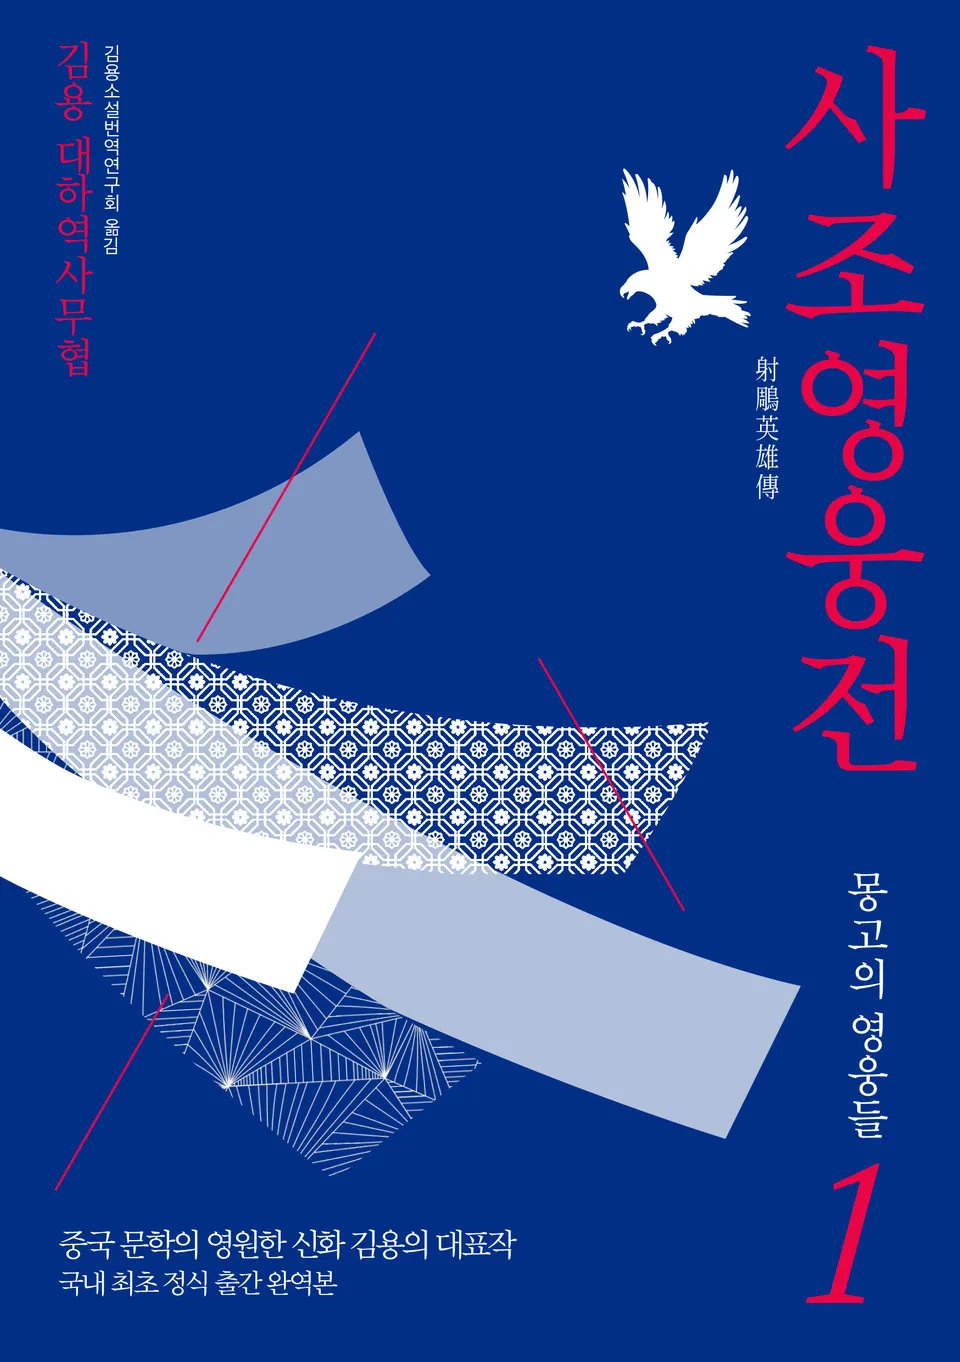 사조영웅전
射鵰英雄傳
몽고의 영웅들
1
김용소설번역연구회 옮김
김용 대하역사무협
중국 문학의 영원한 신화 김용의 대표작
국내 최초 정식 출간 완역본